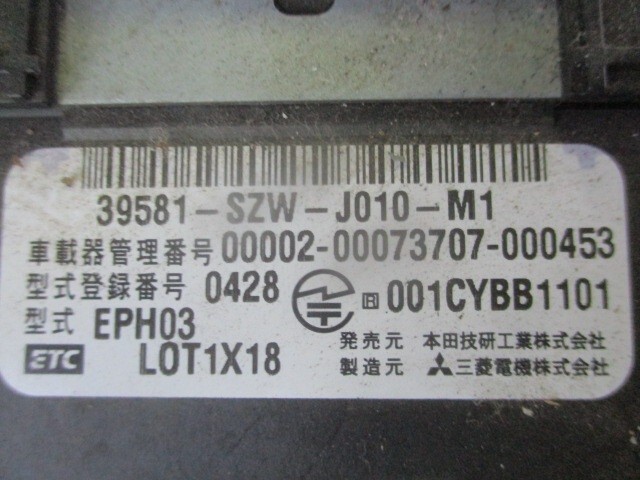 39581-SZW-J010-M1
車載器管理番号 00002-00073707-000453
型式登録番号 0428 R 001CYBB1101
型式 EPH03 発売元 本田技研工業株式会社
ETC LOT1X18 製造元 三菱電機株式会社